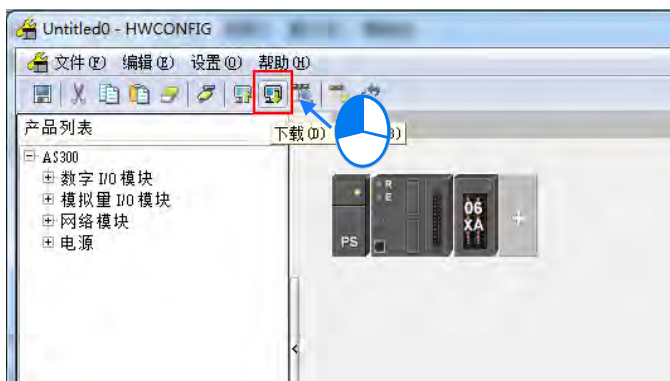 Untitled0 - HWCONFIG
文件(F) 编辑(E) 设置(O) 帮助(H)
产品列表
下载(D)
AS300
数字 I/O 模块
模拟量 I/O 模块
网络模块
电源
R
E
PS
06
XA
+